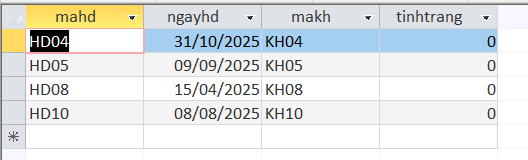 mahd ngayhd makh tinhtrang
HD04 31/10/2025 KH04 0
HD05 09/09/2025 KH05 0
HD08 15/04/2025 KH08 0
HD10 08/08/2025 KH10 0